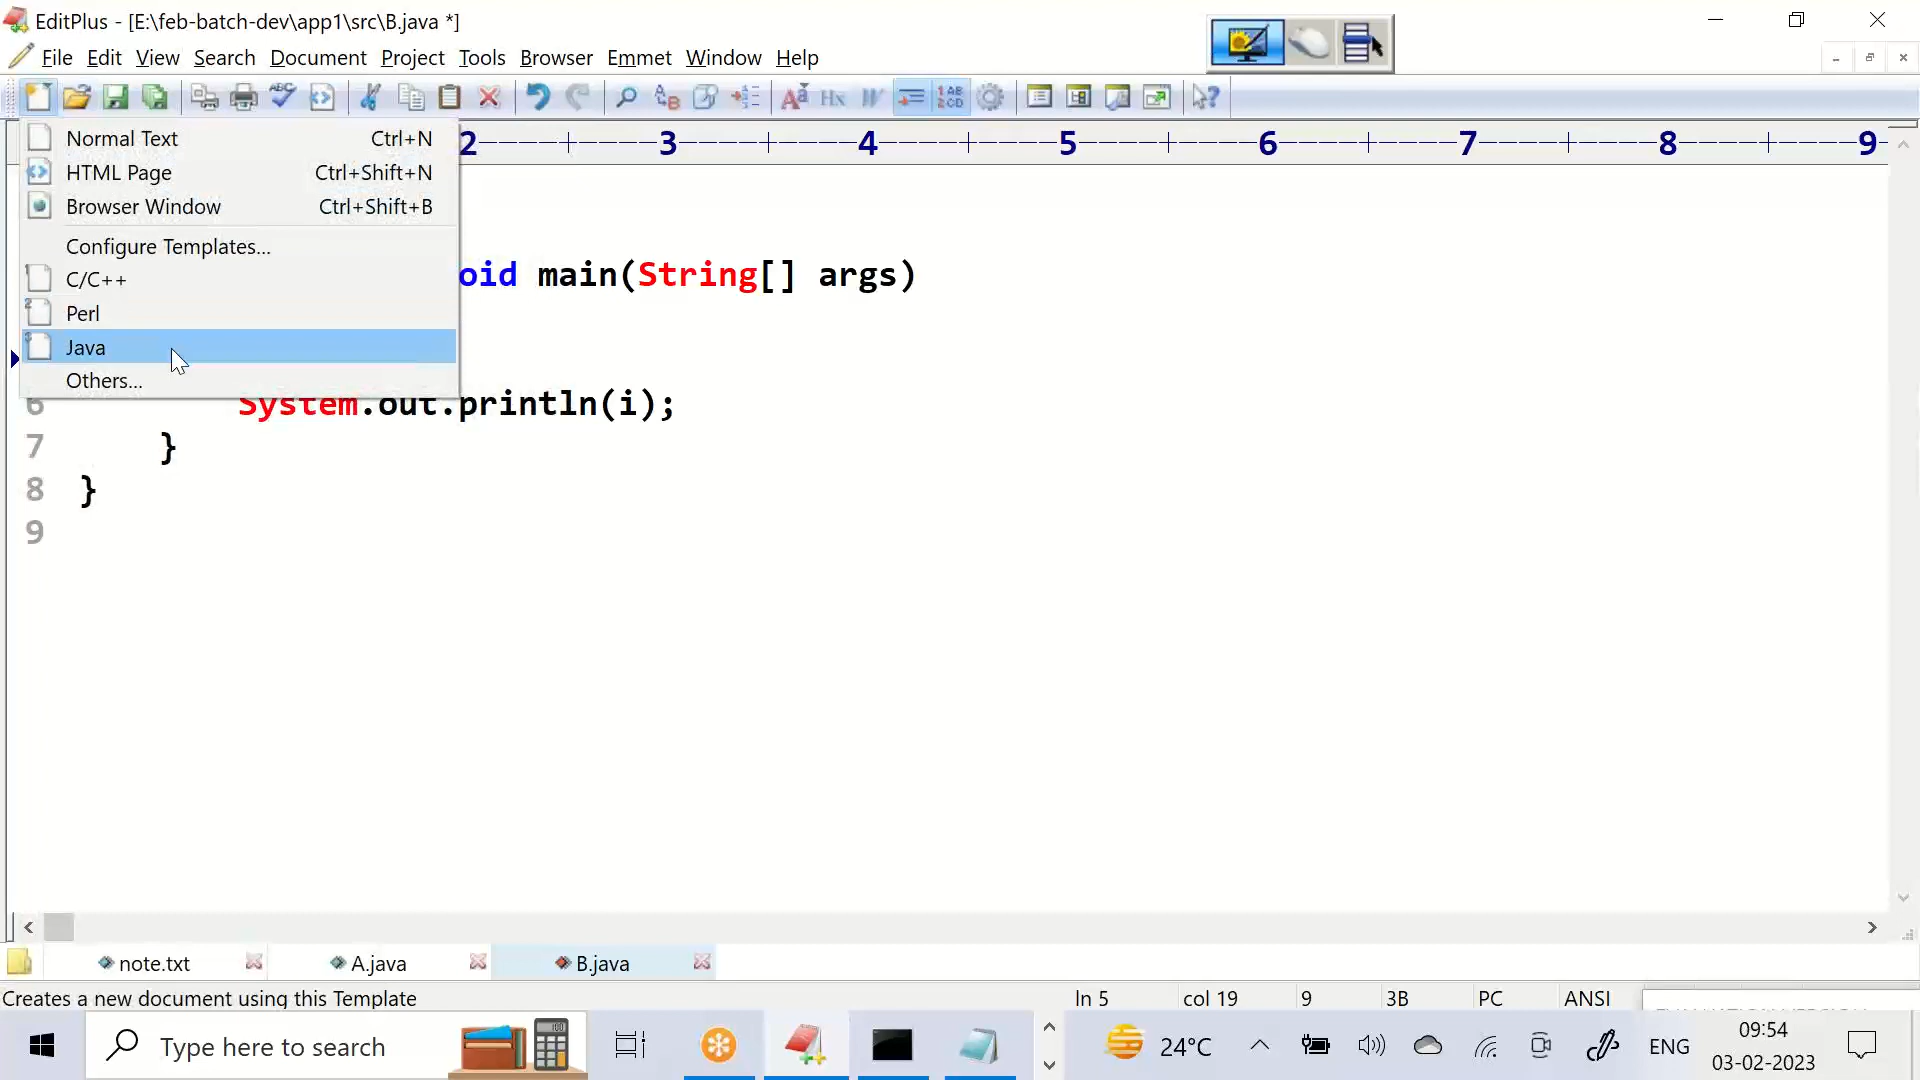 EditPlus - [E:\feb-batch-dev\app1\src\B.java *]
File Edit View Search Document Project Tools Browser Emmet Window Help
Normal Text Ctrl+N
HTML Page Ctrl+Shift+N
Browser Window Ctrl+Shift+B
Configure Templates...
C/C++
Perl
Java
Others...
2 3 4 5 6 7 8 9
oid main(String[] args)
6 System.out.println(i);
7 }
8 }
9
note.txt A.java B.java
Creates a new document using this Template ln 5 col 19 9 3B PC ANSI
Type here to search 24°C ENG 09:54
03-02-2023